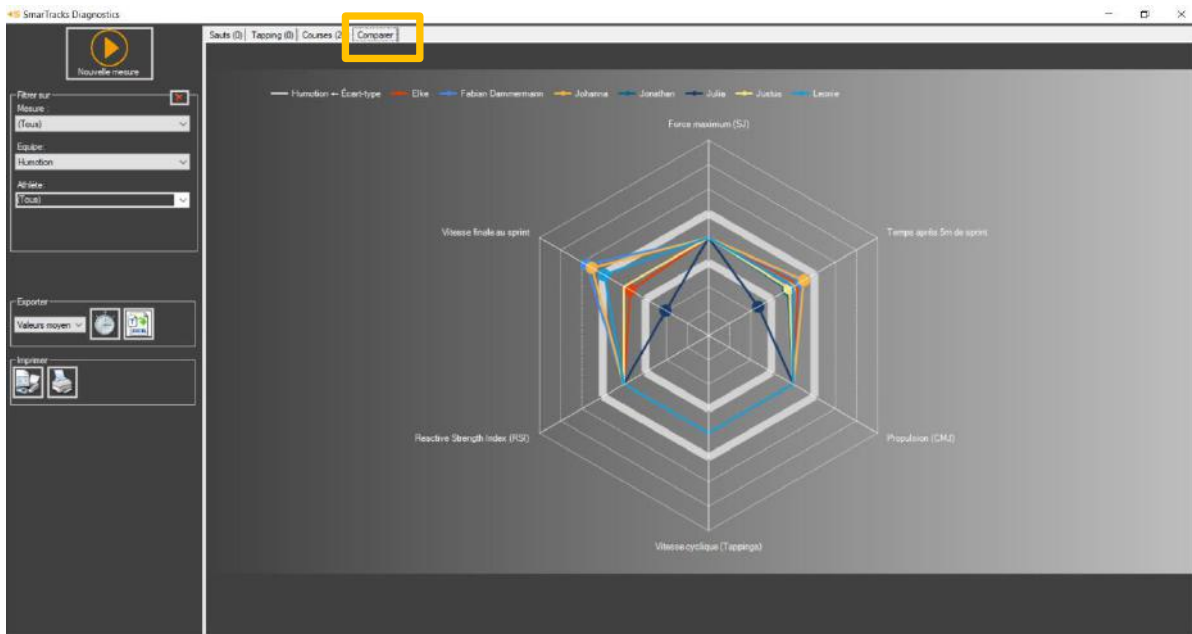 SmarTracks Diagnostics
Nouvelle mesure
Sauts (0) Tapping (0) Courses (2 Comparer
Filtrer sur
Mesure :
(Tous)
Equipe:
Humotion
Athlète:
(Tous)
Exporter
Valeurs moyen
Imprimer
Humotion ← Écart-type Elke Fabian Dammermann Johanna Jonathan Julia Justus Leonie
Force maximum (SJ)
Vitesse finale au sprint
Temps après 5m de sprint
Reactive Strength Index (RSI)
Propulsion (CMJ)
Vitesse cyclique (Tappings)